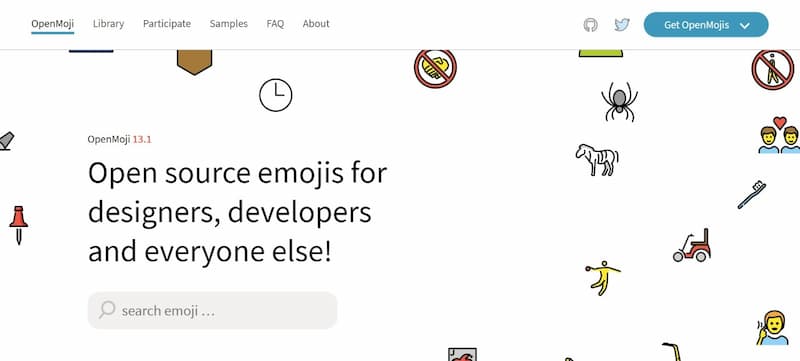 OpenMoji Library Participate Samples FAQ About Get OpenMojis
OpenMoji 13.1
Open source emojis for
designers, developers
and everyone else!
search emoji ...